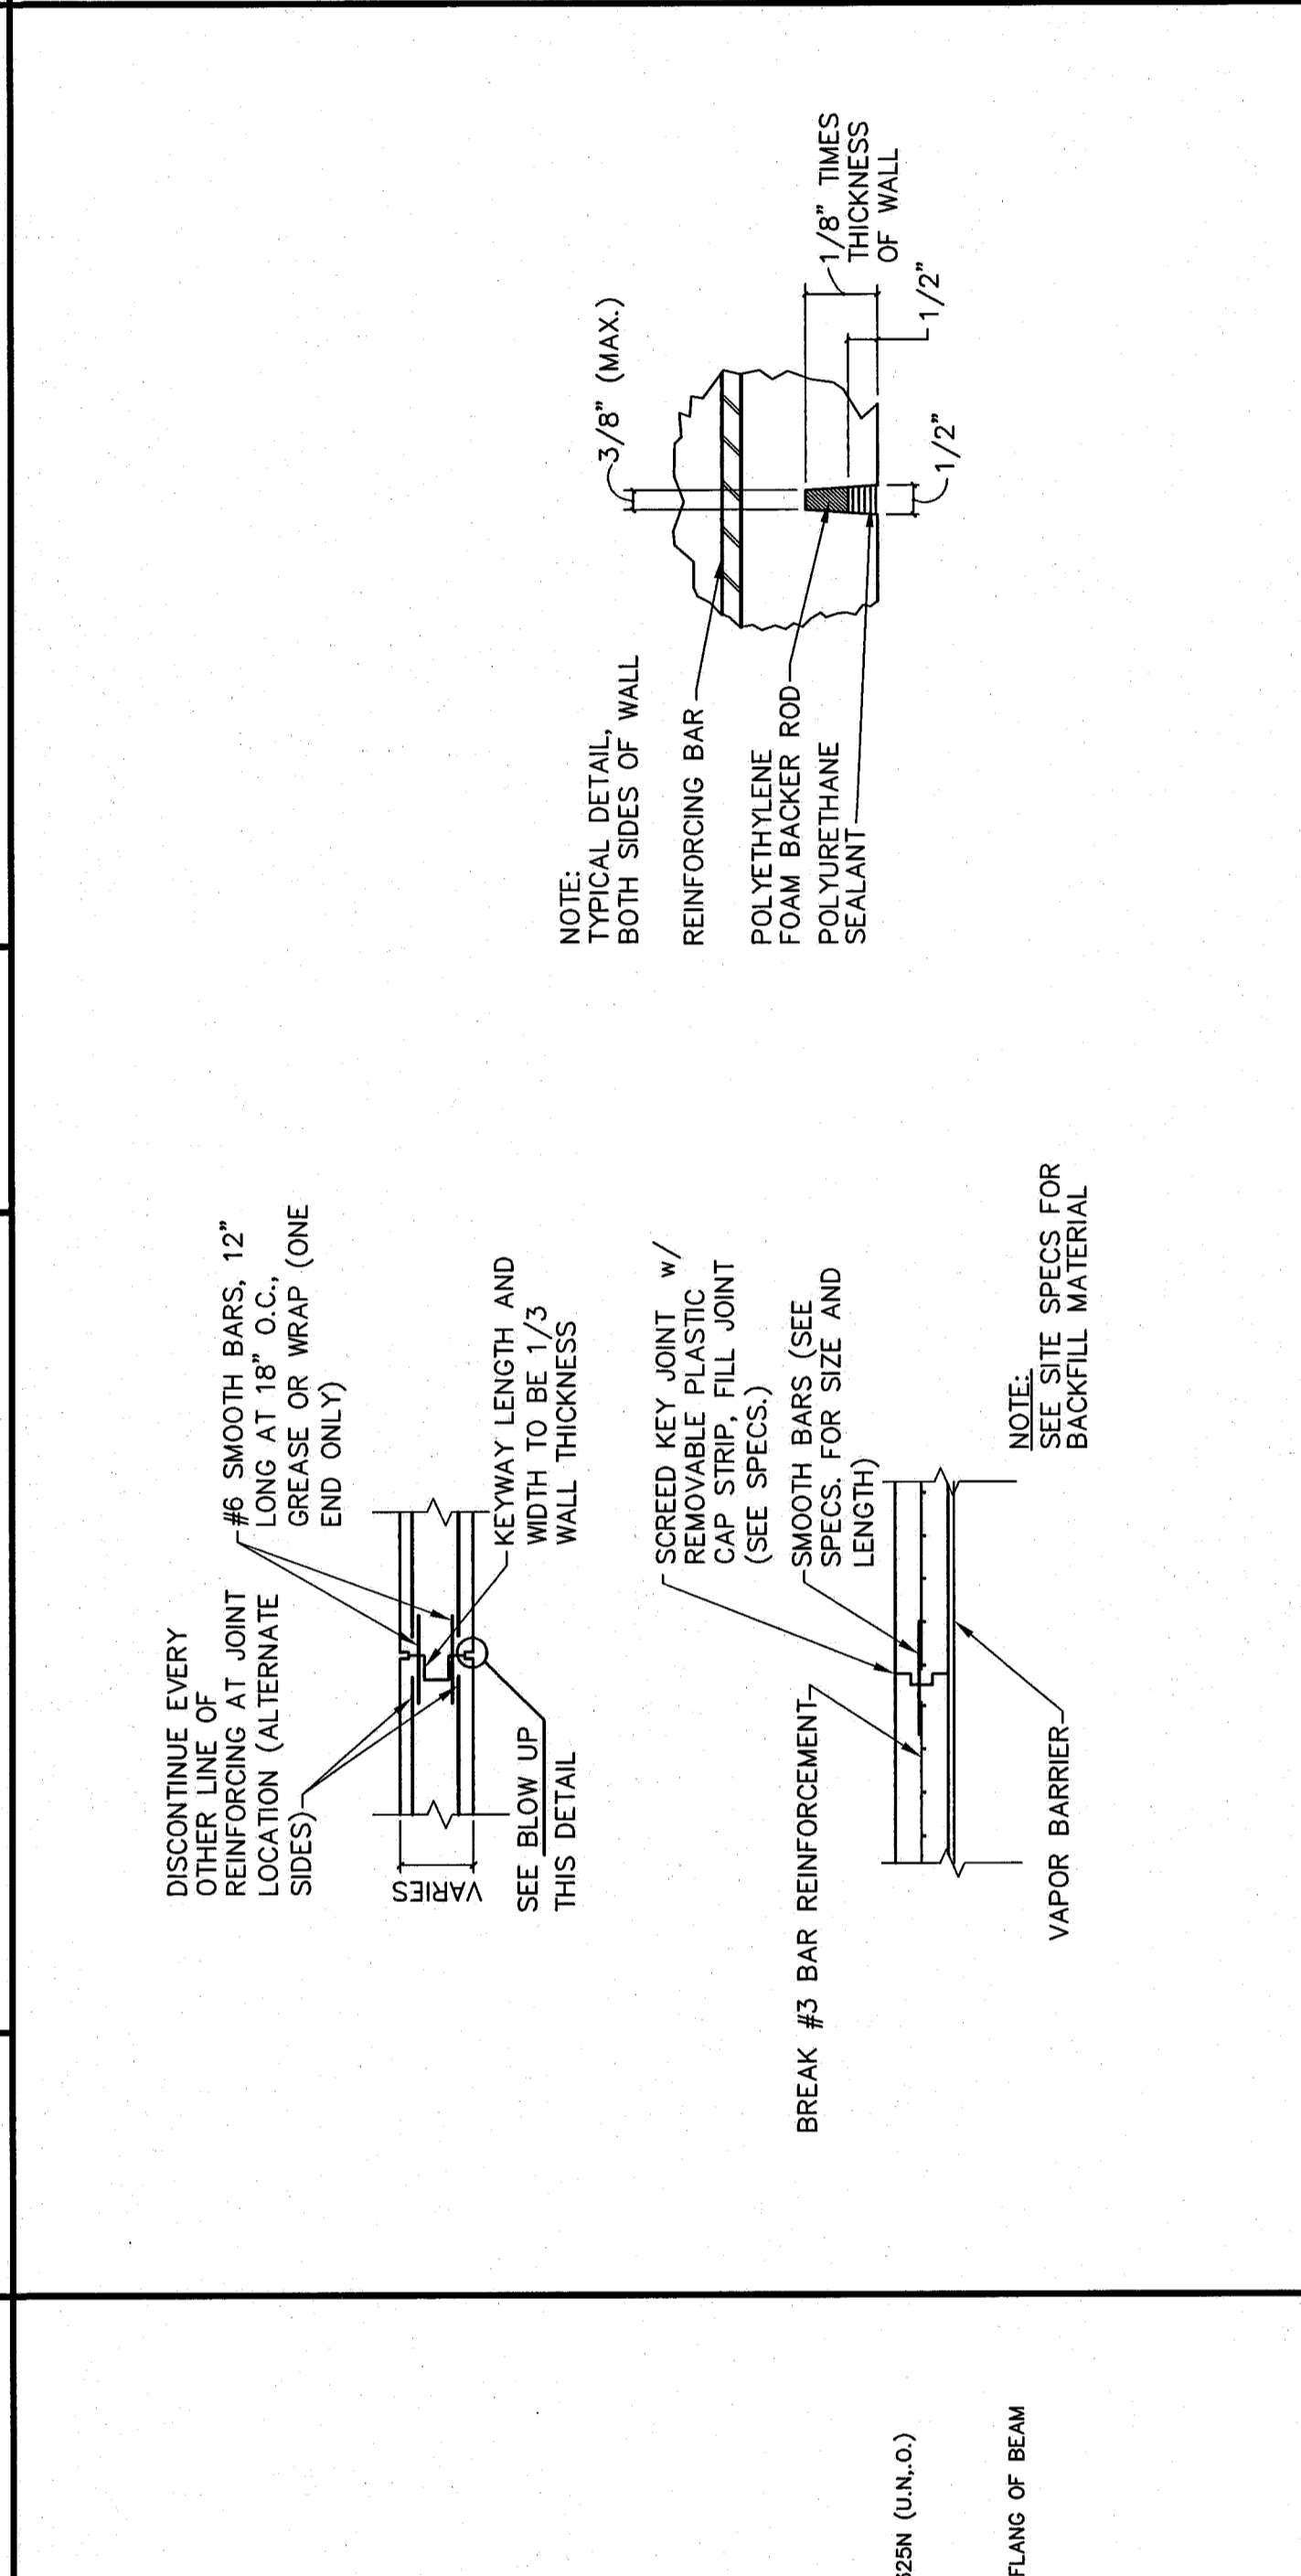 DISCONTINUE EVERY
OTHER LINE OF
REINFORCING AT JOINT
LOCATION (ALTERNATE
SIDES)
#6 SMOOTH BARS, 12"
LONG AT 18" O.C.,
GREASE OR WRAP (ONE
END ONLY)
VARIES
KEYWAY LENGTH AND
WIDTH TO BE 1/3
WALL THICKNESS
SEE BLOW UP
THIS DETAIL
SCREED KEY JOINT w/
REMOVABLE PLASTIC
CAP STRIP, FILL JOINT
(SEE SPECS.)
SMOOTH BARS (SEE
SPECS. FOR SIZE AND
LENGTH)
BREAK #3 BAR REINFORCEMENT
NOTE:
SEE SITE SPECS FOR
BACKFILL MATERIAL
VAPOR BARRIER
NOTE:
TYPICAL DETAIL,
BOTH SIDES OF WALL
3/8" (MAX.)
REINFORCING BAR
POLYETHYLENE
FOAM BACKER ROD
POLYURETHANE
SEALANT
1/8" TIMES
THICKNESS
OF WALL
1/2"
1/2"
325N (U.N,.O.)
FLANG OF BEAM